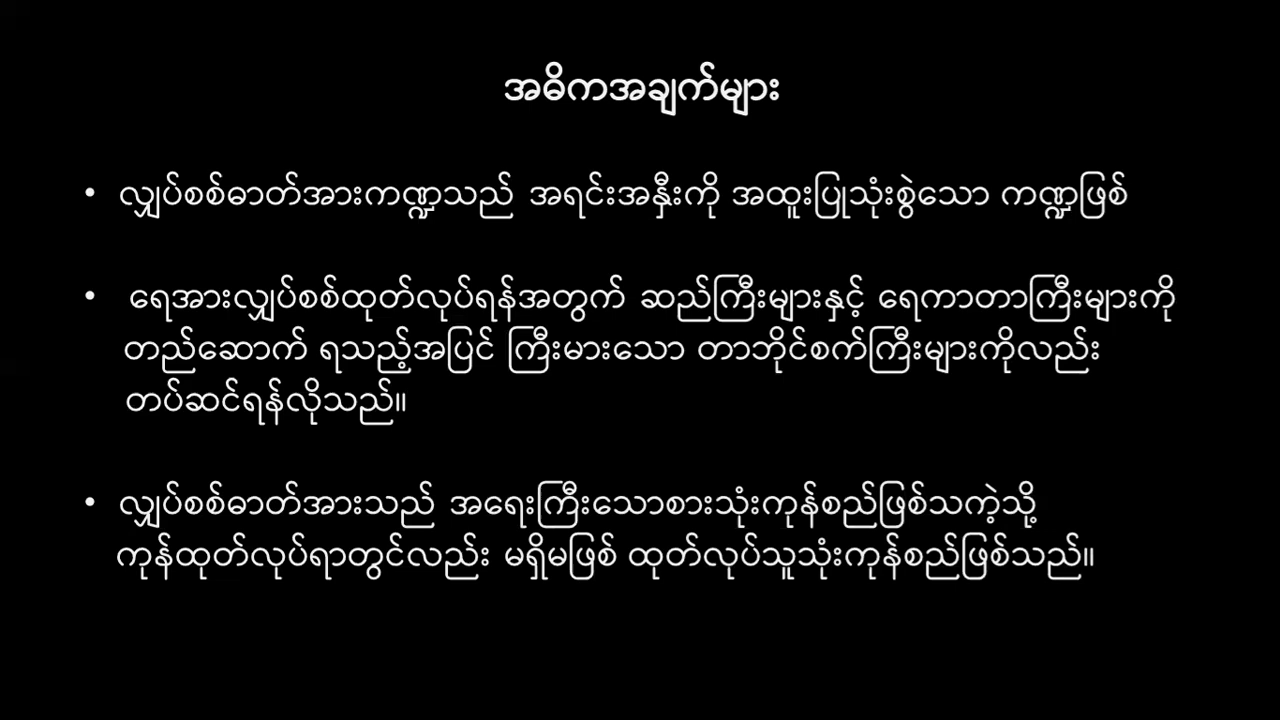 အဓိကအချက်များ
• လျှပ်စစ်ဓာတ်အားကဏ္ဍသည် အရင်းအနှီးကို အထူးပြုသုံးစွဲသော ကဏ္ဍဖြစ်
• ရေအားလျှပ်စစ်ထုတ်လုပ်ရန်အတွက် ဆည်ကြီးများနှင့် ရေကာတာကြီးများကို
တည်ဆောက် ရသည့်အပြင် ကြီးမားသော တာဘိုင်စက်ကြီးများကိုလည်း
တပ်ဆင်ရန်လိုသည်။
• လျှပ်စစ်ဓာတ်အားသည် အရေးကြီးသောစားသုံးကုန်စည်ဖြစ်သကဲ့သို့
ကုန်ထုတ်လုပ်ရာတွင်လည်း မရှိမဖြစ် ထုတ်လုပ်သူသုံးကုန်စည်ဖြစ်သည်။